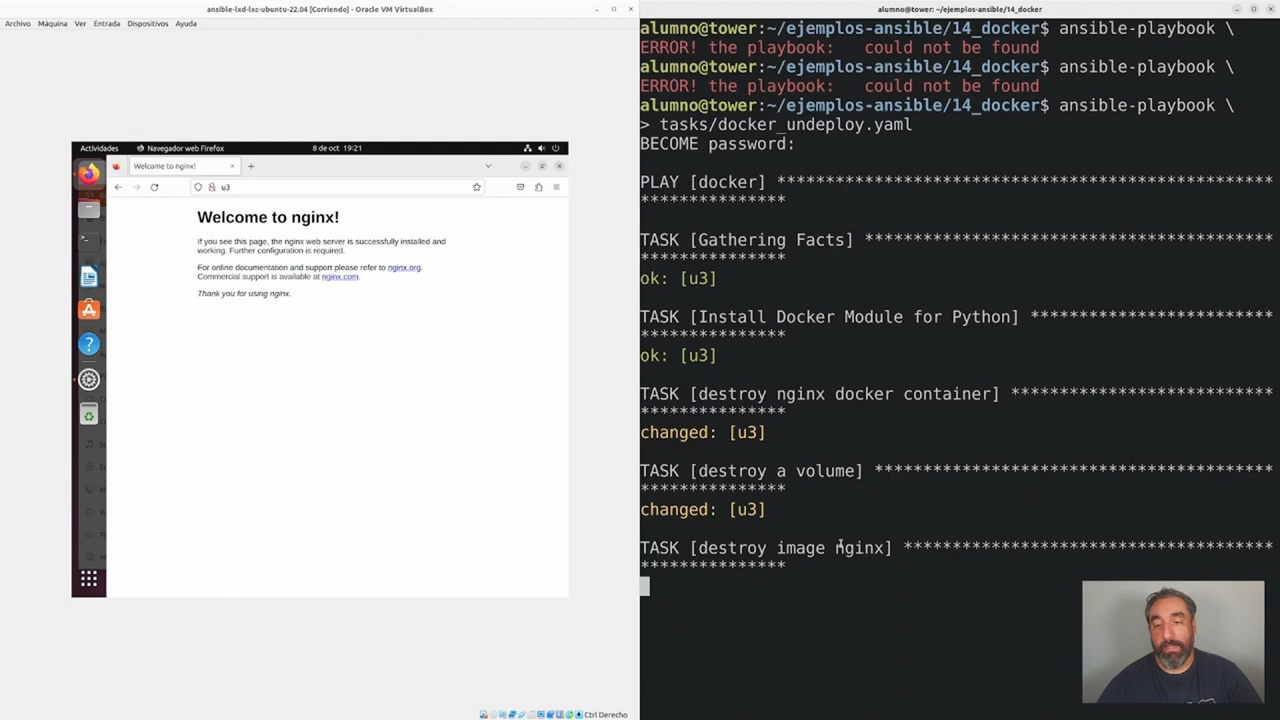 ansible-lxd-lxc-ubuntu-22.04 [Corriendo] - Oracle VM VirtualBox
Archivo Máquina Ver Entrada Dispositivos Ayuda
Actividades Navegador web Firefox 8 de oct 19:21
Welcome to nginx!
u3
Welcome to nginx!
If you see this page, the nginx web server is successfully installed and
working. Further configuration is required.
For online documentation and support please refer to nginx.org.
Commercial support is available at nginx.com.
Thank you for using nginx.
Ctrl Derecho
alumno@tower: ~/ejemplos-ansible/14_docker
alumno@tower:~/ejemplos-ansible/14_docker$ ansible-playbook \
ERROR! the playbook:   could not be found
alumno@tower:~/ejemplos-ansible/14_docker$ ansible-playbook \
ERROR! the playbook:   could not be found
alumno@tower:~/ejemplos-ansible/14_docker$ ansible-playbook \
> tasks/docker_undeploy.yaml
BECOME password:
PLAY [docker] ***************************************************
***************
TASK [Gathering Facts] ******************************************
***************
ok: [u3]
TASK [Install Docker Module for Python] *************************
***************
ok: [u3]
TASK [destroy nginx docker container] ****************************
***************
changed: [u3]
TASK [destroy a volume] *****************************************
***************
changed: [u3]
TASK [destroy image nginx] **************************************
***************